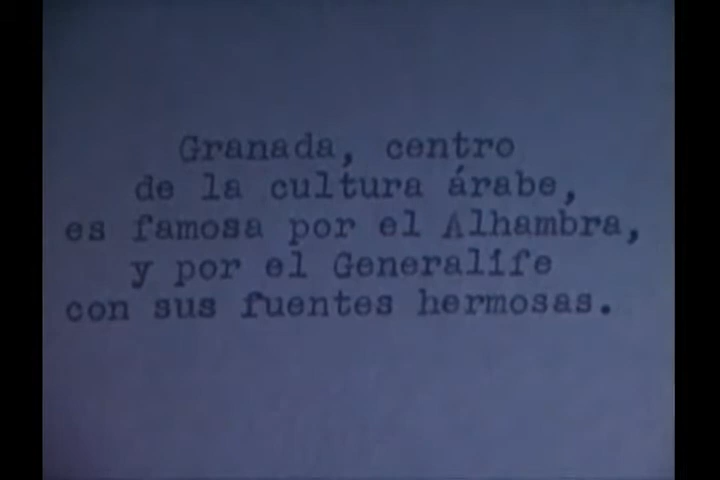 Granada, centro
de la cultura árabe,
es famosa por el Alhambra,
y por el Generalife
con sus fuentes hermosas.